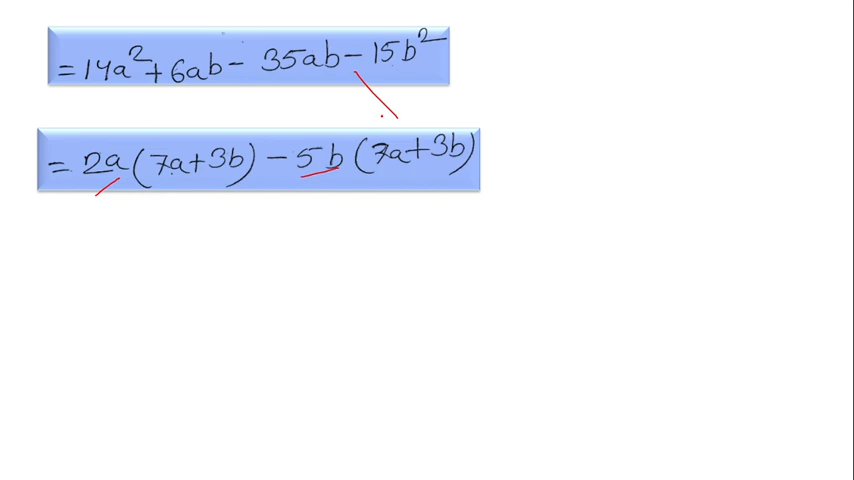 = 14a² + 6ab - 35ab - 15b²
= 2a (7a+3b) - 5b (7a+3b)